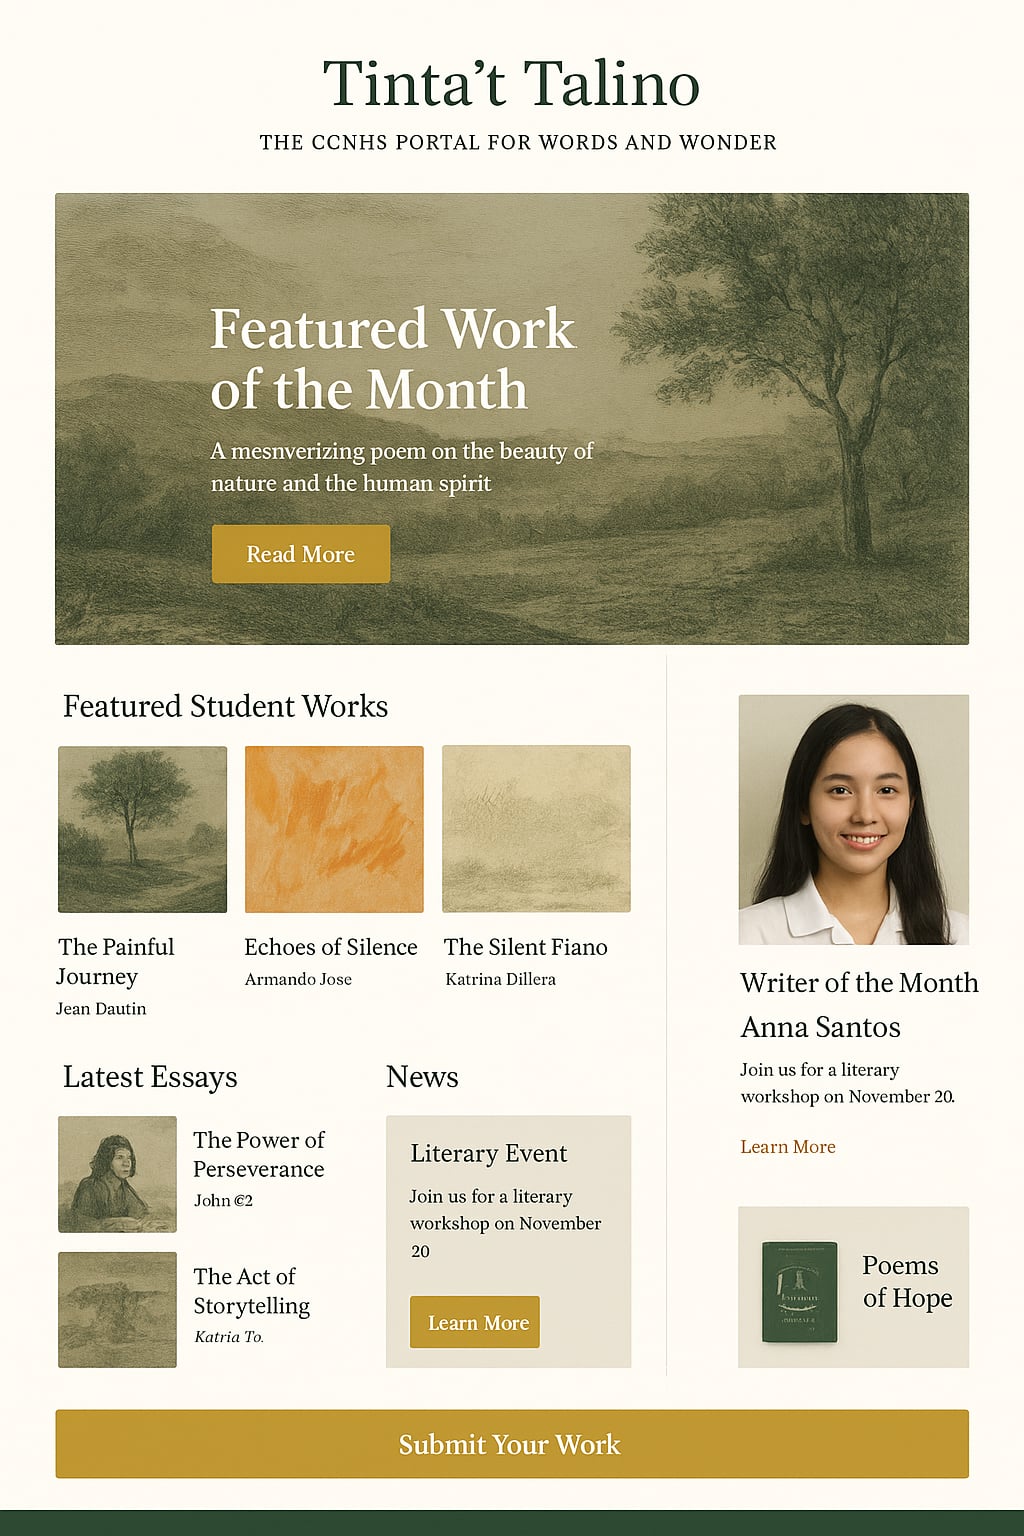 Tinta't Talino
THE CCNHS PORTAL FOR WORDS AND WONDER
Featured Work
of the Month
A mesnverizing poem on the beauty of
nature and the human spirit
Read More
Featured Student Works
The Painful
Journey
Jean Dautin
Echoes of Silence
Armando Jose
The Silent Fiano
Katrina Dillera
Latest Essays
The Power of
Perseverance
John €2
The Act of
Storytelling
Katria To.
News
Literary Event
Join us for a literary
workshop on November
20
Learn More
Writer of the Month
Anna Santos
Join us for a literary
workshop on November 20.
Learn More
Poems
of Hope
Submit Your Work